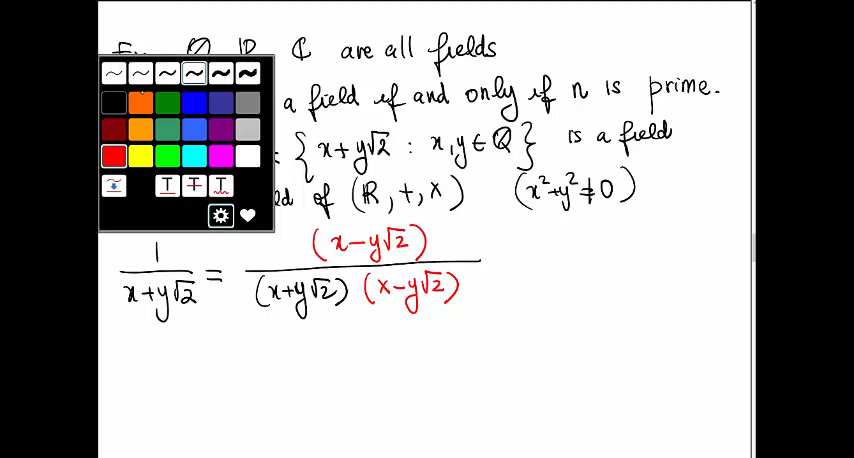 ℂ are all fields
a field if and only if n is prime.
= { x + y√2 : x, y ∈ ℚ } is a field
of (ℝ, +, ×) (x² + y² ≠ 0)
1/(x + y√2) = (x − y√2)/((x + y√2) (x − y√2))